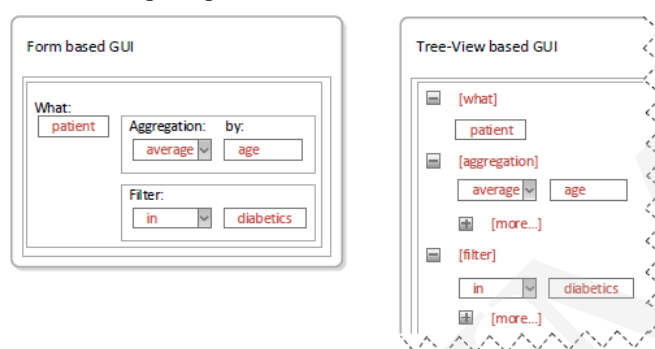 Form based GUI
What:
patient
Aggregation: by:
average age
Filter:
in diabetics
Tree-View based GUI
[what]
patient
[aggregation]
average age
[more...]
[filter]
in diabetics
[more...]